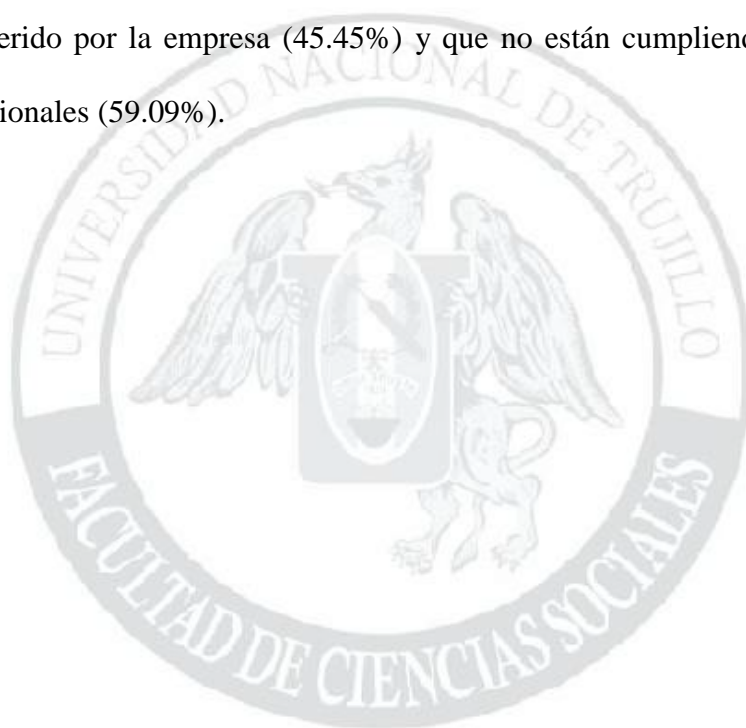 erido por la empresa (45.45%) y que no están cumpliend
ionales (59.09%).
UNIVERSIDAD NACIONAL DE TRUJILLO
FACULTAD DE CIENCIAS SOCIALES